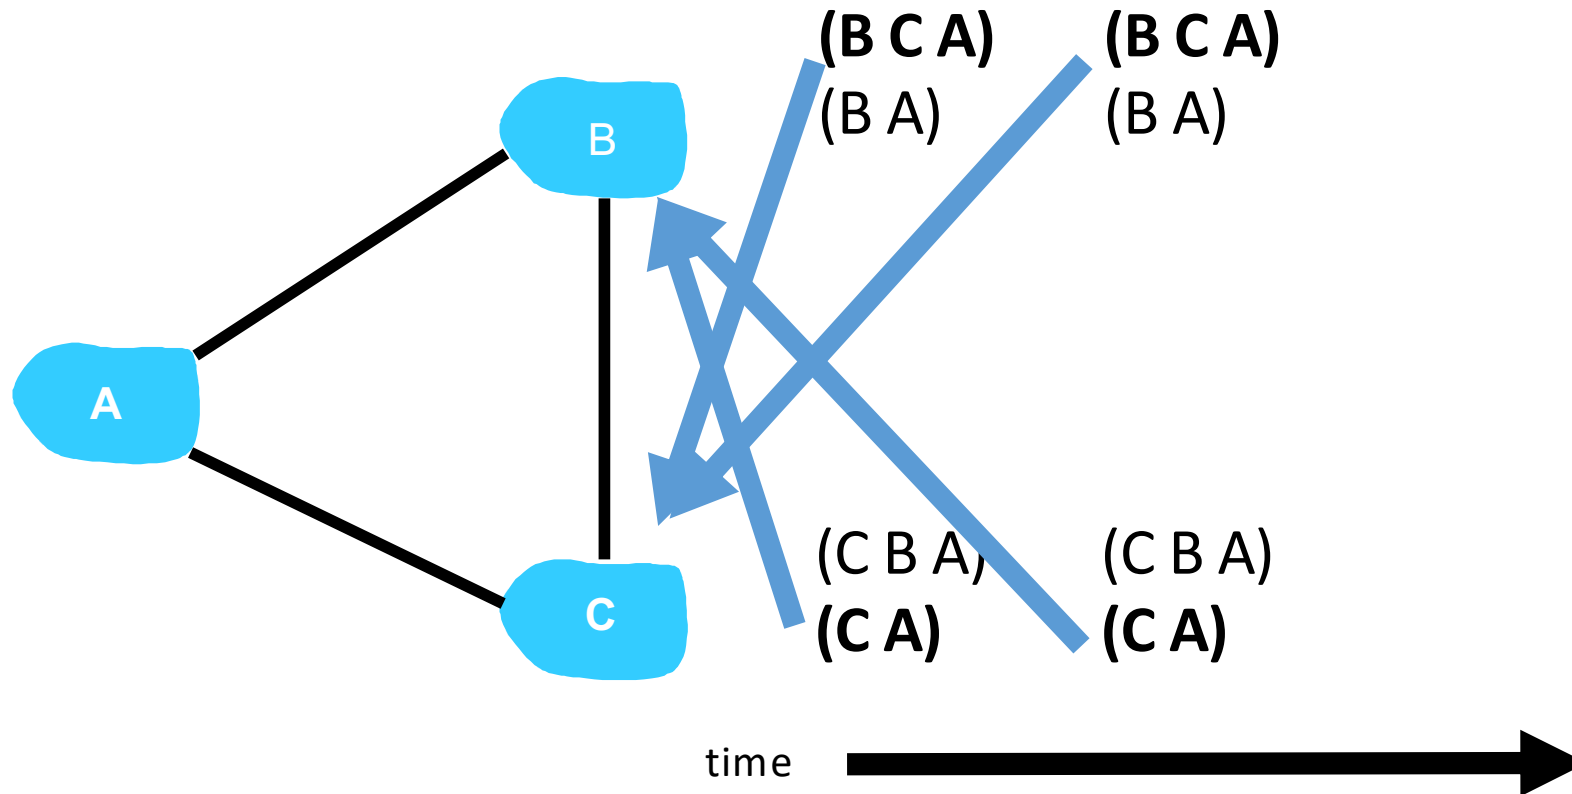 (B C A) (B C A)
(B A) (B A)
B
A
(C B A) (C B A)
C
(C A) (C A)
time